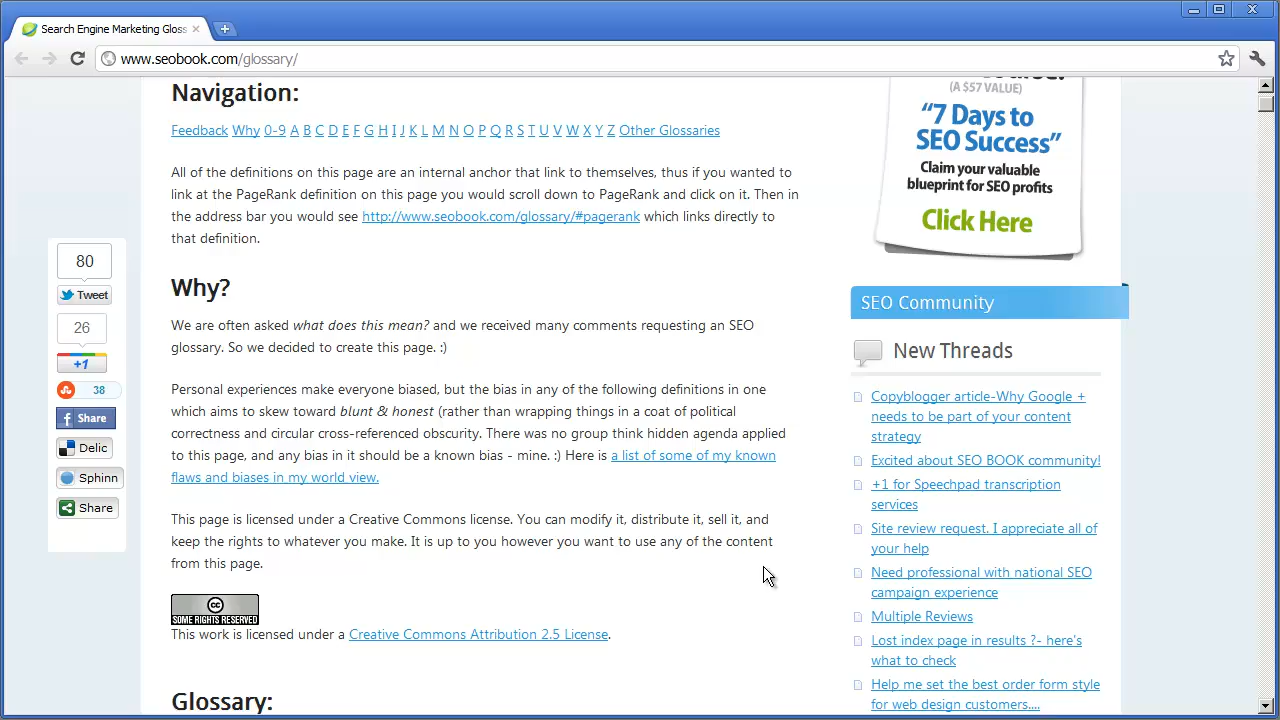 Search Engine Marketing Gloss
www.seobook.com/glossary/
Navigation:
Feedback Why 0-9 A B C D E F G H I J K L M N O P Q R S T U V W X Y Z Other Glossaries
All of the definitions on this page are an internal anchor that link to themselves, thus if you wanted to
link at the PageRank definition on this page you would scroll down to PageRank and click on it. Then in
the address bar you would see http://www.seobook.com/glossary/#pagerank which links directly to
that definition.
Why?
We are often asked what does this mean? and we received many comments requesting an SEO
glossary. So we decided to create this page. :)
Personal experiences make everyone biased, but the bias in any of the following definitions in one
which aims to skew toward blunt & honest (rather than wrapping things in a coat of political
correctness and circular cross-referenced obscurity. There was no group think hidden agenda applied
to this page, and any bias in it should be a known bias - mine. :) Here is a list of some of my known
flaws and biases in my world view.
This page is licensed under a Creative Commons license. You can modify it, distribute it, sell it, and
keep the rights to whatever you make. It is up to you however you want to use any of the content
from this page.
CC
SOME RIGHTS RESERVED
This work is licensed under a Creative Commons Attribution 2.5 License.
Glossary:
80
Tweet
26
+1
38
Share
Delic
Sphinn
Share
(A $57 VALUE)
“7 Days to
SEO Success”
Claim your valuable
blueprint for SEO profits
Click Here
SEO Community
New Threads
Copyblogger article-Why Google +
needs to be part of your content
strategy
Excited about SEO BOOK community!
+1 for Speechpad transcription
services
Site review request. I appreciate all of
your help
Need professional with national SEO
campaign experience
Multiple Reviews
Lost index page in results ?- here's
what to check
Help me set the best order form style
for web design customers....